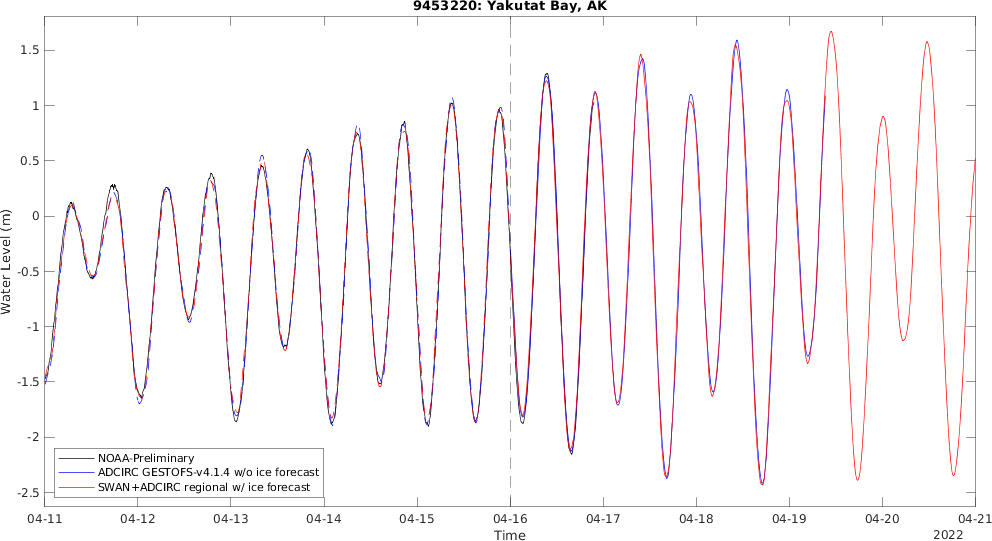 9453220: Yakutat Bay, AK
Water Level (m)
1.5
1
0.5
0
-0.5
-1
-1.5
-2
-2.5
NOAA-Preliminary
ADCIRC GESTOFS-v4.1.4 w/o ice forecast
SWAN+ADCIRC regional w/ ice forecast
04-11 04-12 04-13 04-14 04-15 04-16 04-17 04-18 04-19 04-20 04-21
Time
2022